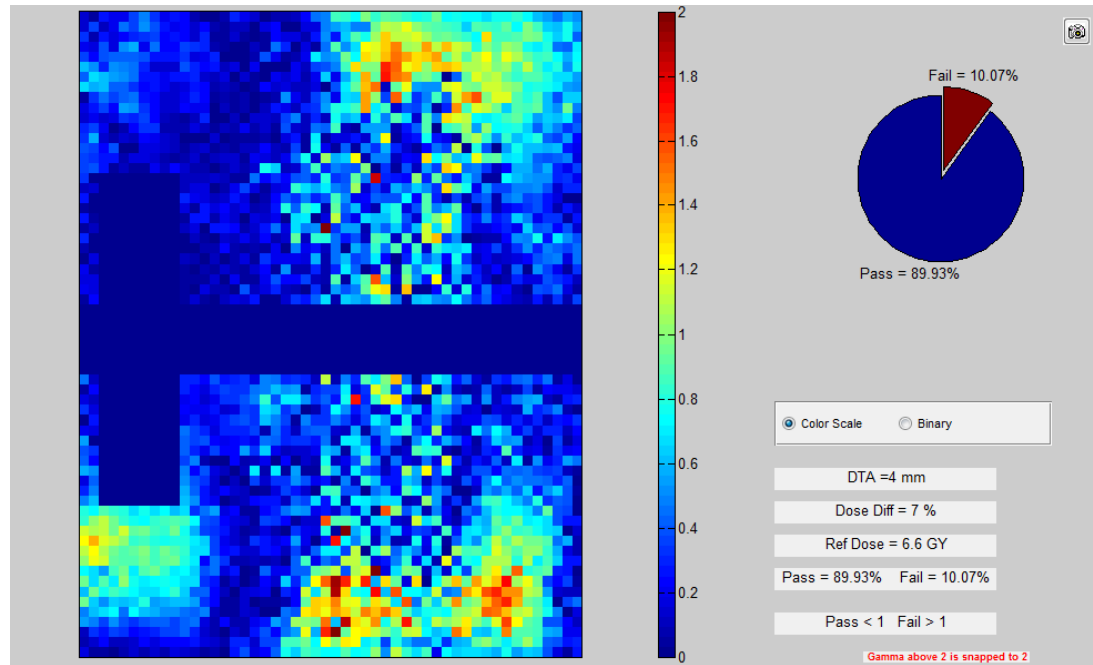 2
1.8
1.6
1.4
1.2
1
0.8
0.6
0.4
0.2
0
Fail = 10.07%
Pass = 89.93%
Color Scale
Binary
DTA =4 mm
Dose Diff = 7 %
Ref Dose = 6.6 GY
Pass = 89.93% Fail = 10.07%
Pass < 1 Fail > 1
Gamma above 2 is snapped to 2